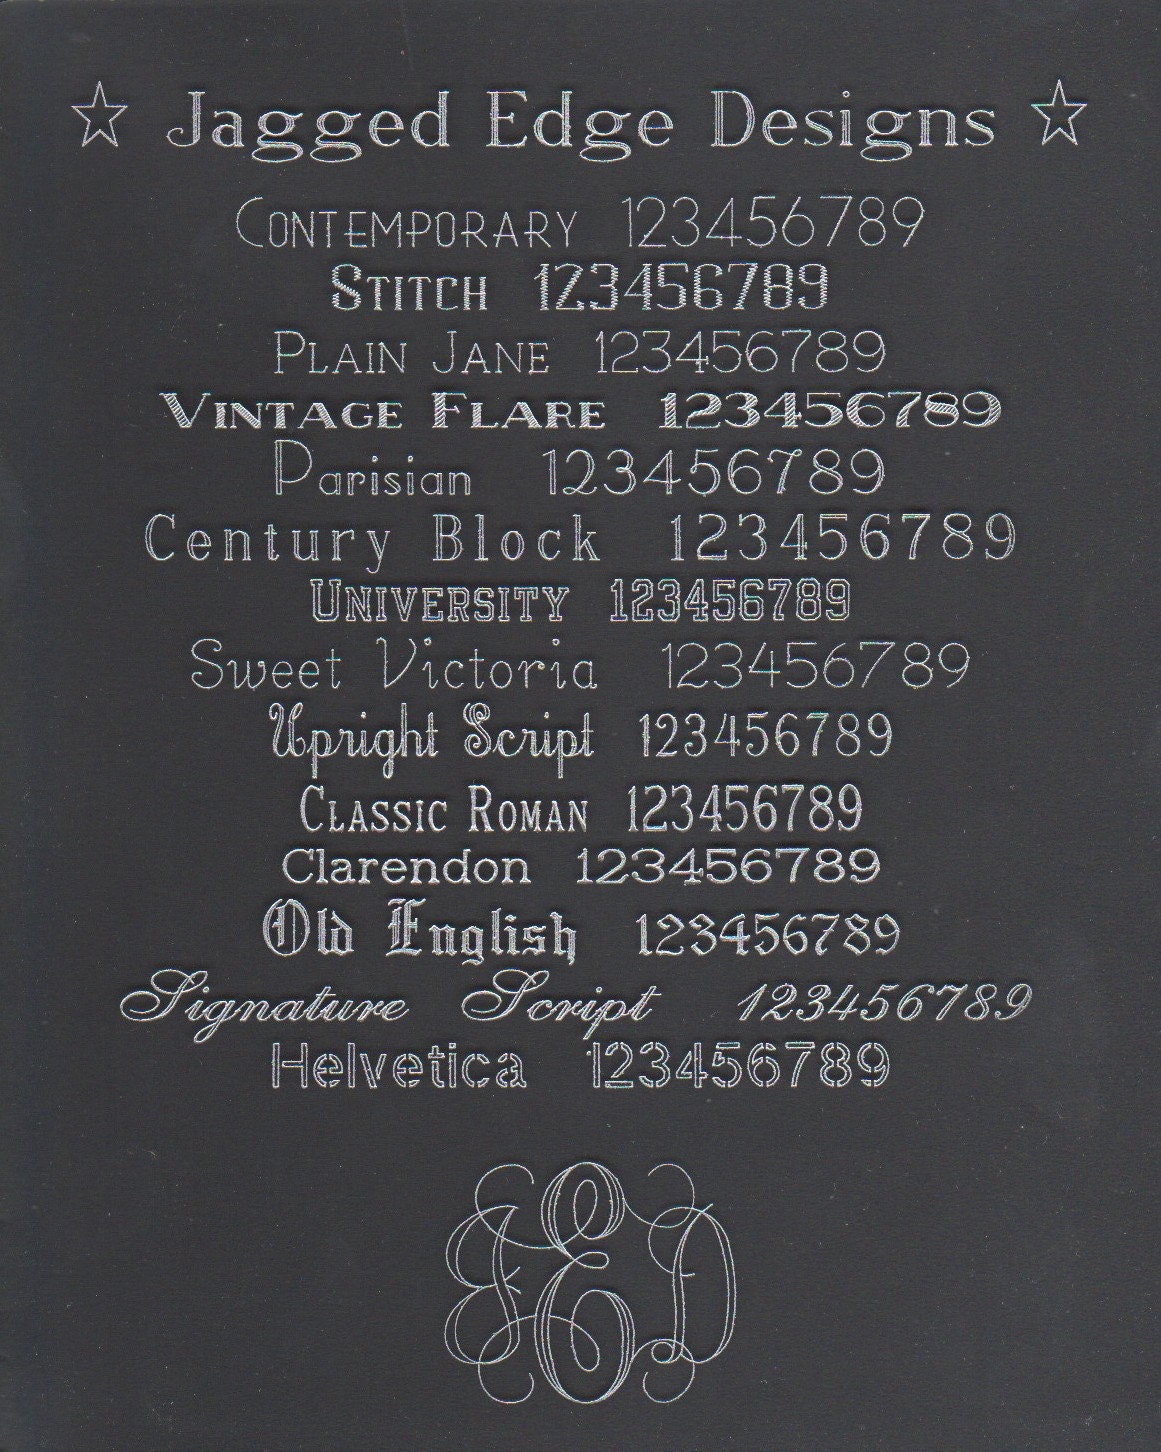 ☆ Jagged Edge Designs ☆
CONTEMPORARY 123456789
STITCH 123456789
PLAIN JANE 123456789
VINTAGE FLARE 123456789
Parisian 123456789
Century Block 123456789
UNIVERSITY 123456789
Sweet Victoria 123456789
Upright Script 123456789
CLASSIC ROMAN 123456789
Clarendon 123456789
Old English 123456789
Signature Script 123456789
Helvetica 123456789
JED